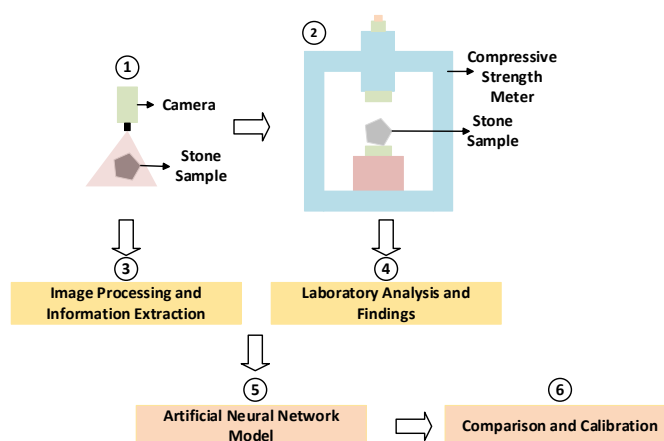 1
Camera
Stone
Sample
2
Compressive
Strength
Meter
Stone
Sample
3
Image Processing and
Information Extraction
4
Laboratory Analysis and
Findings
5
Artificial Neural Network
Model
6
Comparison and Calibration